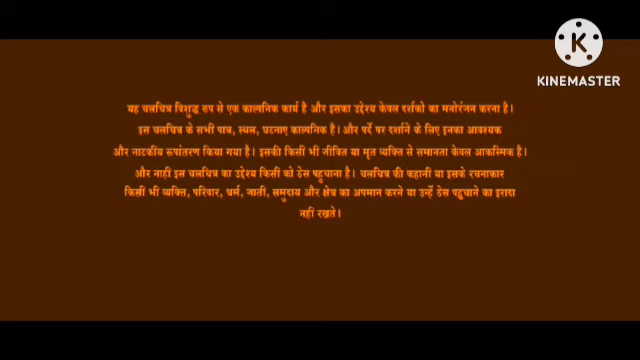 KINEMASTER
यह चलचित्र विशुद्ध रुप से एक काल्पनिक कार्य है और इसका उद्देश्य केवल दर्शको का मनोरंजन करना है।
इस चलचित्र के सभी पात्र, स्थल, घटनाए काल्पनिक है। और पर्दे पर दर्शाने के लिए इनका आवश्यक
और नाटकीय रूपांतरण किया गया है। इसकी किसी भी जीवित या मृत व्यक्ति से समानता केवल आकस्मिक है।
और नाही इस चलचित्र का उद्देश्य किसी को ठेस पहुचाना है। चलचित्र की कहानीं या इसके रचनाकार
किसीं भी व्यक्ति, परिवार, धर्म, जातीं, समुदाय और क्षेत्र का अपमान करने या उन्हें ठेस पहुचाने का इरादा
नहीं रखते।